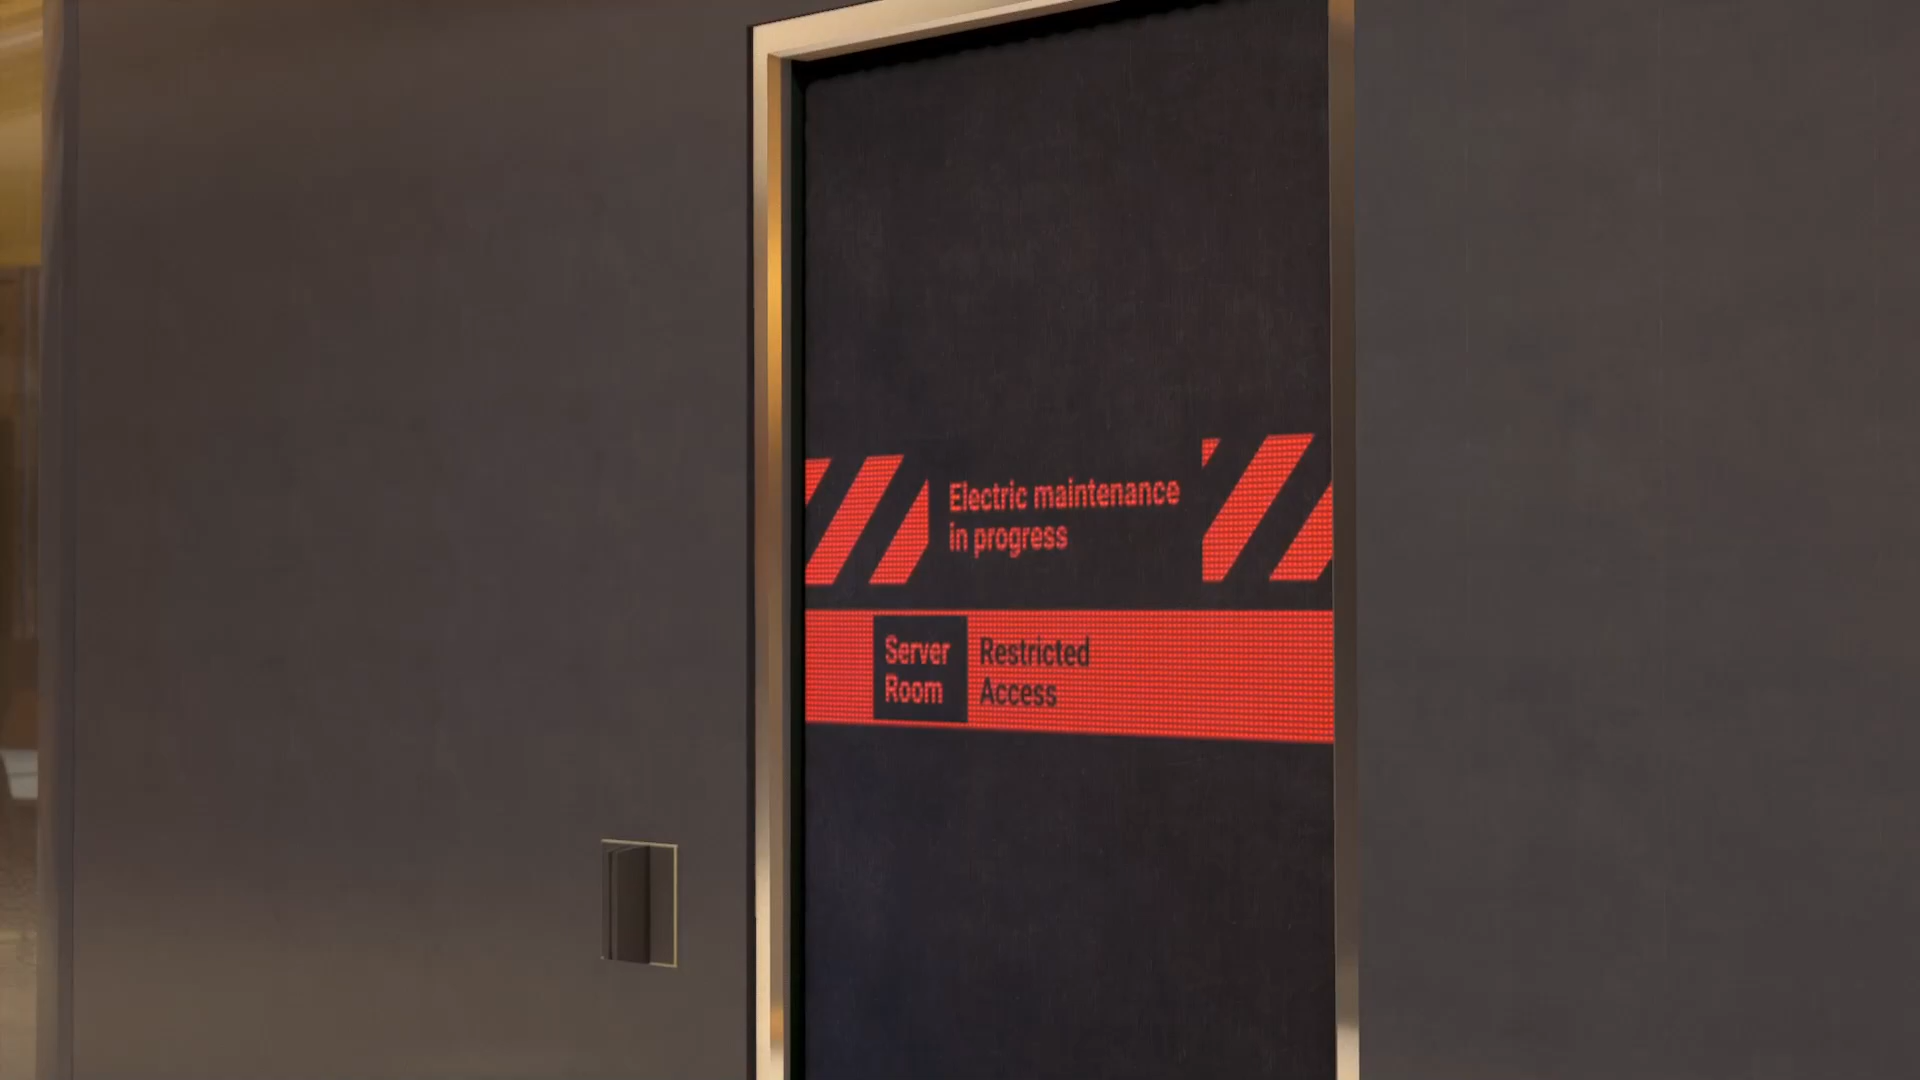 Electric maintenance
in progress
Server
Room
Restricted
Access